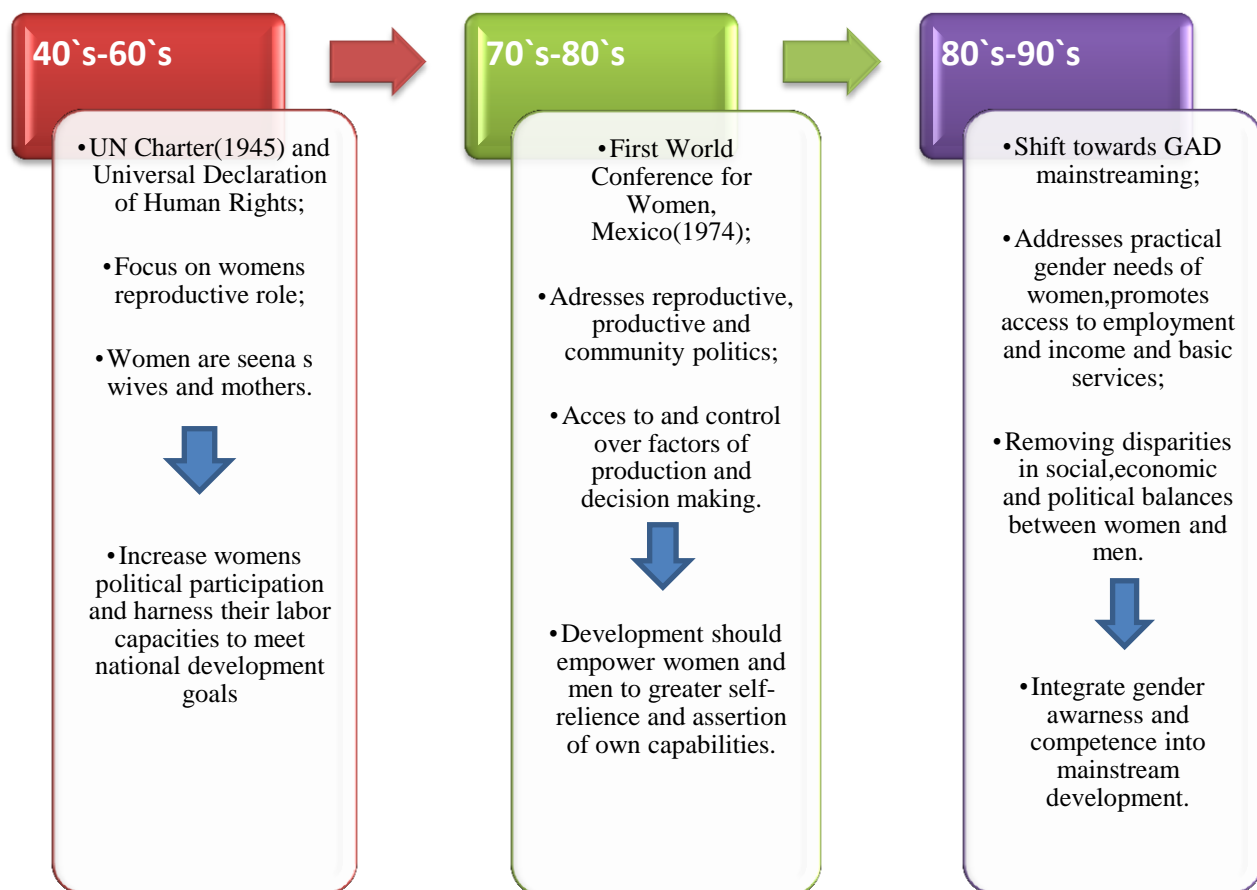 40`s-60`s
•UN Charter(1945) and
Universal Declaration
of Human Rights;
•Focus on womens
reproductive role;
•Women are seena s
wives and mothers.
•Increase womens
political participation
and harness their labor
capacities to meet
national development
goals
70`s-80`s
•First World
Conference for
Women,
Mexico(1974);
•Adresses reproductive,
productive and
community politics;
•Acces to and control
over factors of
production and
decision making.
•Development should
empower women and
men to greater self-
relience and assertion
of own capabilities.
80`s-90`s
•Shift towards GAD
mainstreaming;
•Addresses practical
gender needs of
women,promotes
access to employment
and income and basic
services;
•Removing disparities
in social,economic
and political balances
between women and
men.
•Integrate gender
awarness and
competence into
mainstream
development.